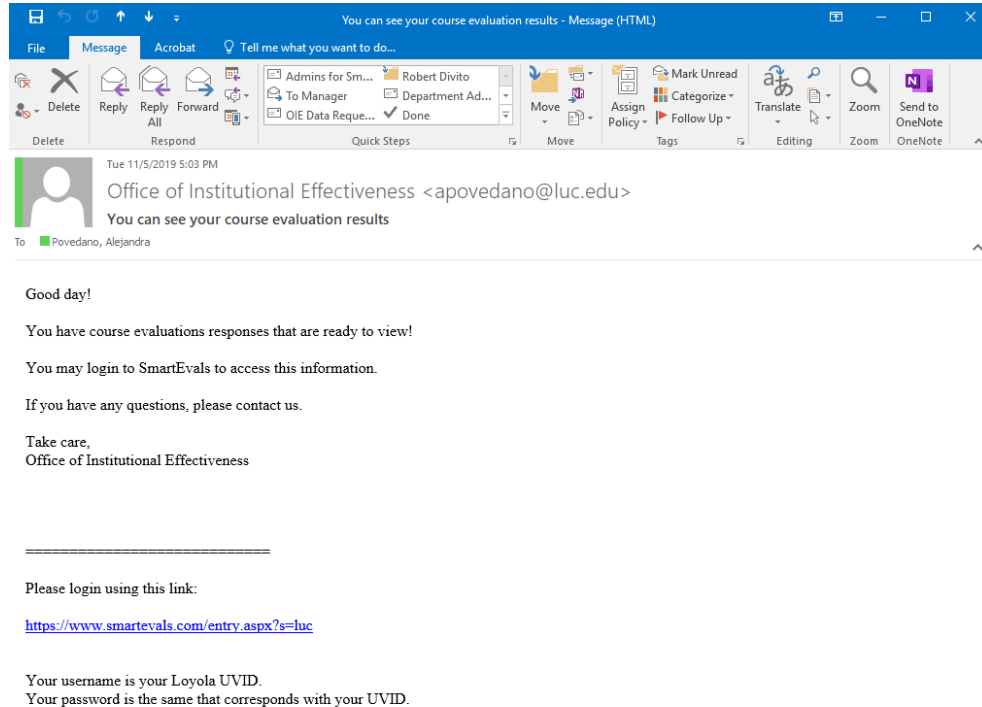 You can see your course evaluation results - Message (HTML)
File Message Acrobat Tell me what you want to do...
Delete
Reply Reply All Forward
Admins for Sm... Robert Divito
To Manager Department Ad...
OIE Data Reque... Done
Move
Assign Policy
Mark Unread
Categorize
Follow Up
Translate
Zoom
Send to OneNote
Delete Respond Quick Steps Move Tags Editing Zoom OneNote
Tue 11/5/2019 5:03 PM
Office of Institutional Effectiveness <apovedano@luc.edu>
You can see your course evaluation results
To Povedano, Alejandra
Good day!
You have course evaluations responses that are ready to view!
You may login to SmartEvals to access this information.
If you have any questions, please contact us.
Take care,
Office of Institutional Effectiveness
============================
Please login using this link:
https://www.smartevals.com/entry.aspx?s=luc
Your username is your Loyola UVID.
Your password is the same that corresponds with your UVID.